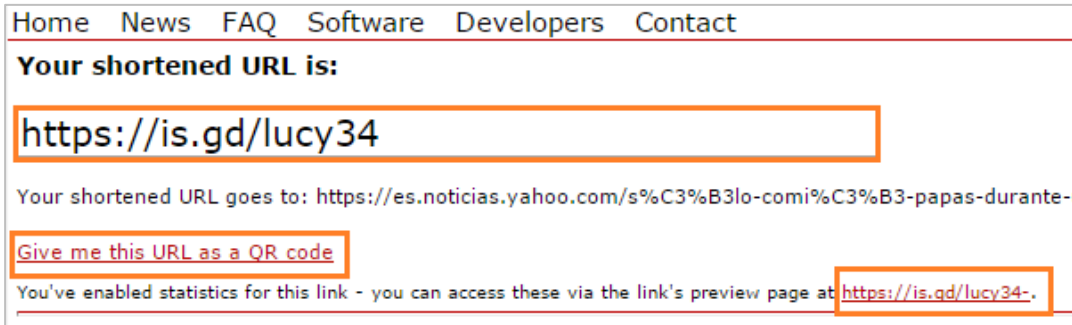 Home News FAQ Software Developers Contact
Your shortened URL is:
https://is.gd/lucy34
Your shortened URL goes to: https://es.noticias.yahoo.com/s%C3%B3lo-comi%C3%B3-papas-durante-
Give me this URL as a QR code
You've enabled statistics for this link - you can access these via the link's preview page at https://is.gd/lucy34-.